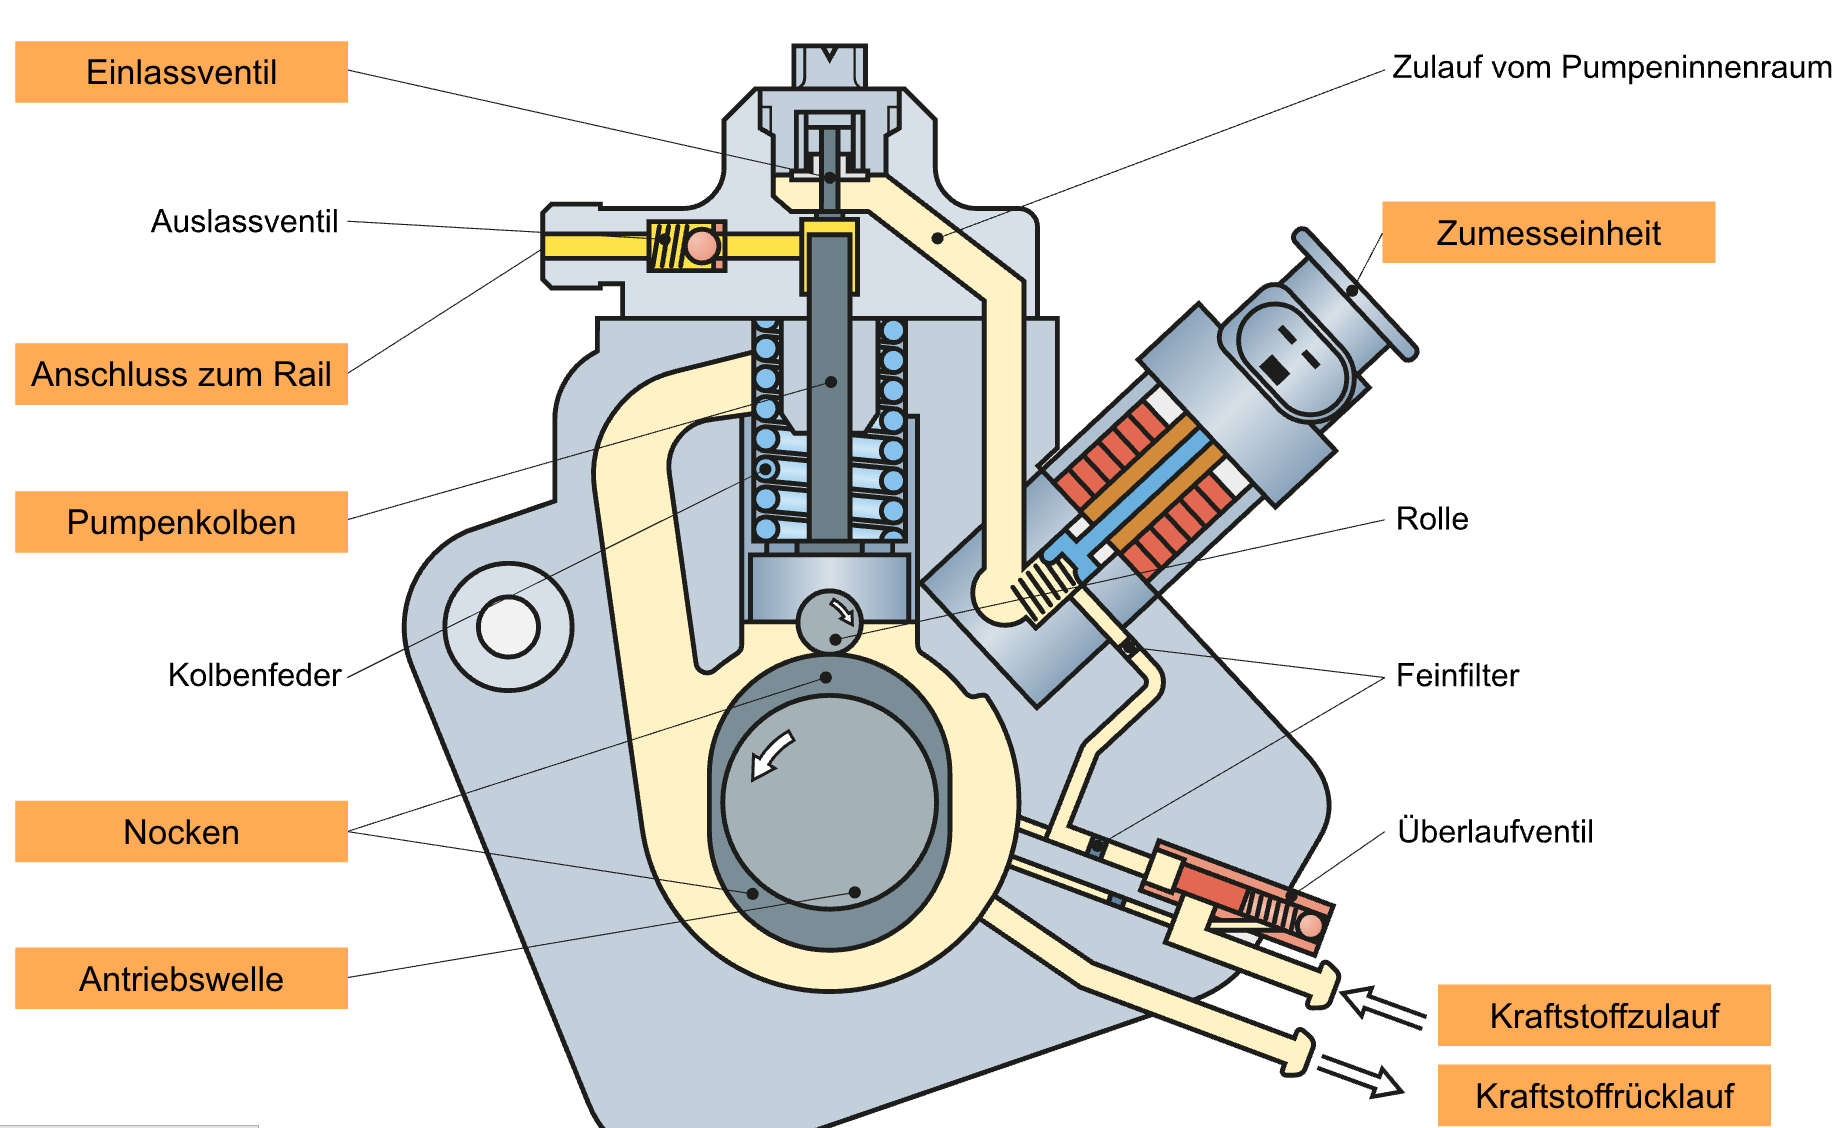 Einlassventil
Zulauf vom Pumpeninnenraum
Auslassventil
Zumesseinheit
Anschluss zum Rail
Pumpenkolben
Rolle
Kolbenfeder
Feinfilter
Nocken
Überlaufventil
Antriebswelle
Kraftstoffzulauf
Kraftstoffrücklauf